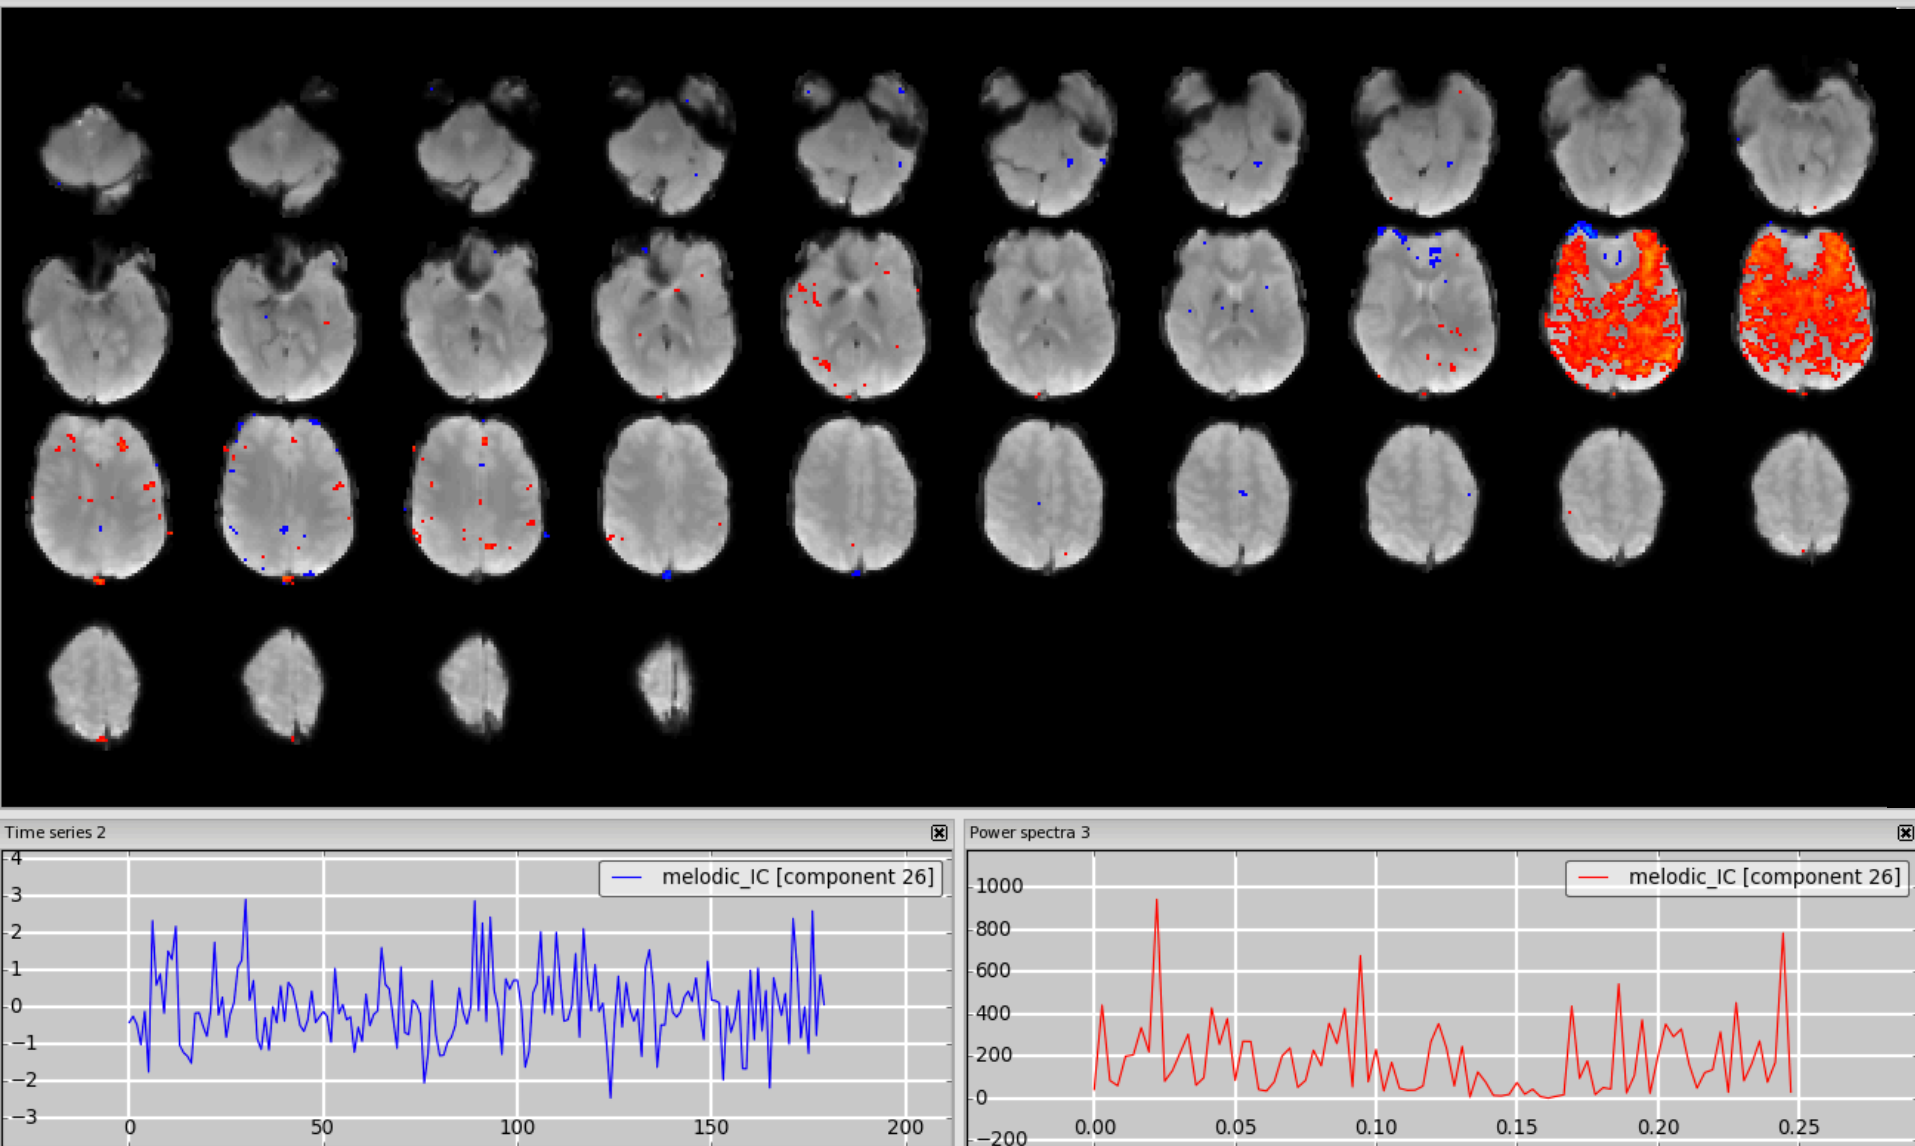 Time series 2
melodic_IC [component 26]
4
3
2
1
0
−1
−2
−3
0 50 100 150 200
Power spectra 3
melodic_IC [component 26]
1000
800
600
400
200
0
−200
0.00 0.05 0.10 0.15 0.20 0.25